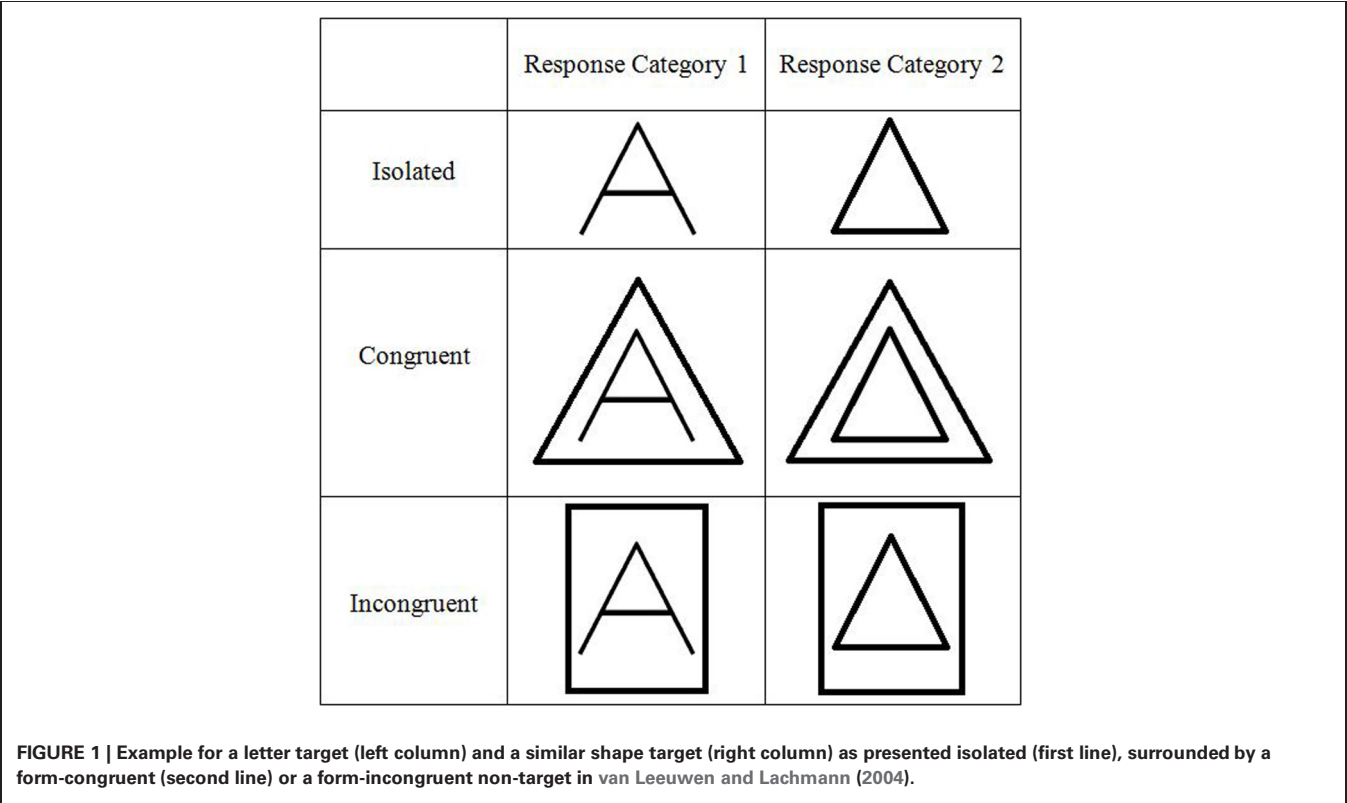 Response Category 1 Response Category 2
Isolated
A
Congruent
A
Incongruent
A
FIGURE 1 | Example for a letter target (left column) and a similar shape target (right column) as presented isolated (first line), surrounded by a
form-congruent (second line) or a form-incongruent non-target in van Leeuwen and Lachmann (2004).